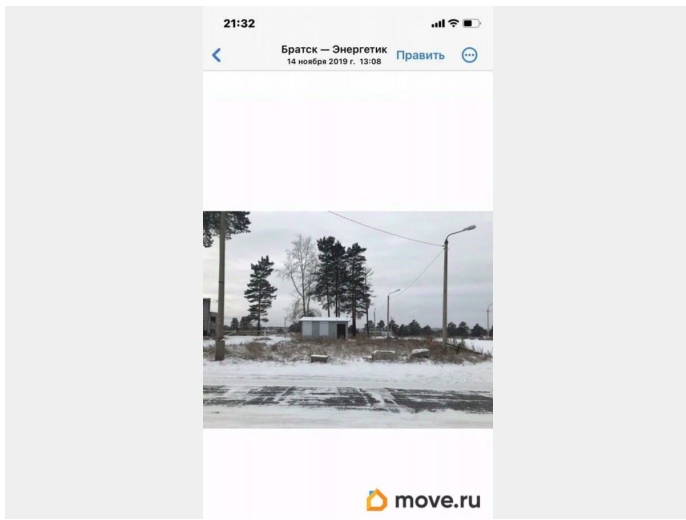 21:32
Братск — Энергетик
14 ноября 2019 г. 13:08
Править
move.ru